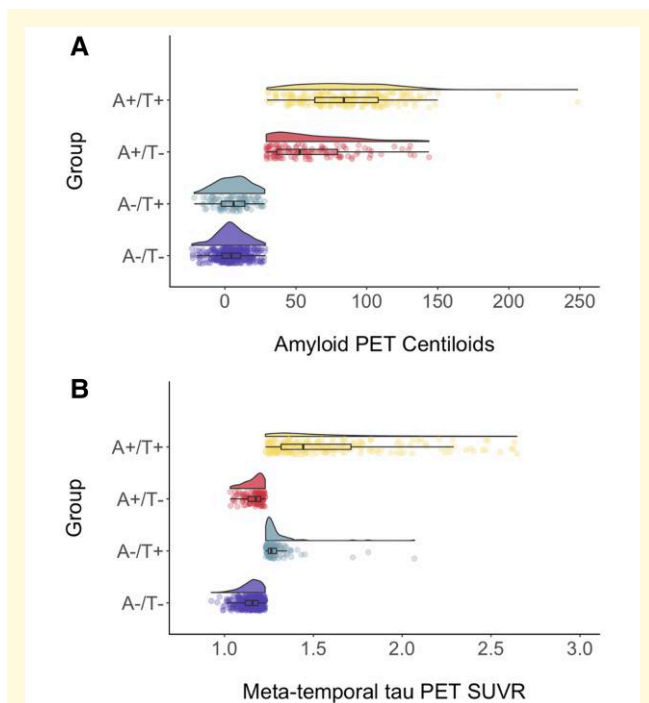 A
Group
A+/T+
A+/T-
A-/T+
A-/T-
0 50 100 150 200 250
Amyloid PET Centiloids
B
Group
A+/T+
A+/T-
A-/T+
A-/T-
1.0 1.5 2.0 2.5 3.0
Meta-temporal tau PET SUVR